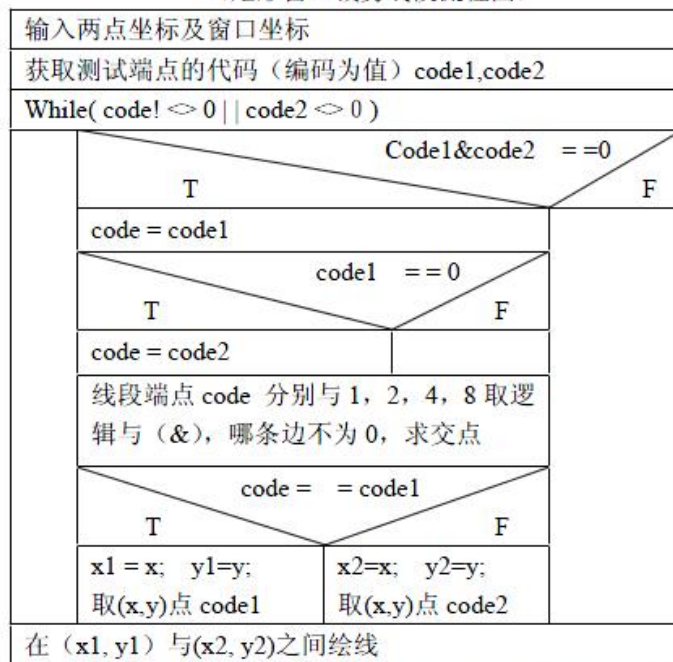 输入两点坐标及窗口坐标
获取测试端点的代码（编码为值）code1,code2
While( code! <> 0 | | code2 <> 0 )
Code1&code2 = =0
T F
code = code1
code1 = = 0
T F
code = code2
线段端点 code 分别与 1，2，4，8 取逻
辑与（&），哪条边不为 0，求交点
code = = code1
T F
x1 = x; y1=y; x2=x; y2=y;
取(x,y)点 code1 取(x,y)点 code2
在（x1, y1）与(x2, y2)之间绘线